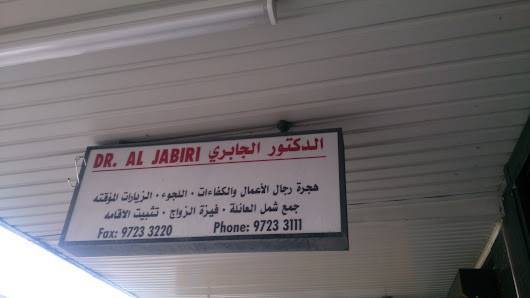 DR. AL JABIRI الدكتور الجابري
هجرة رجال الأعمال والكفاءات · اللجوء · الزيارات المؤقته
جمع شمل العائلة · فيزة الزواج · تثبيت الاقامه
Fax: 9723 3220 Phone: 9723 3111